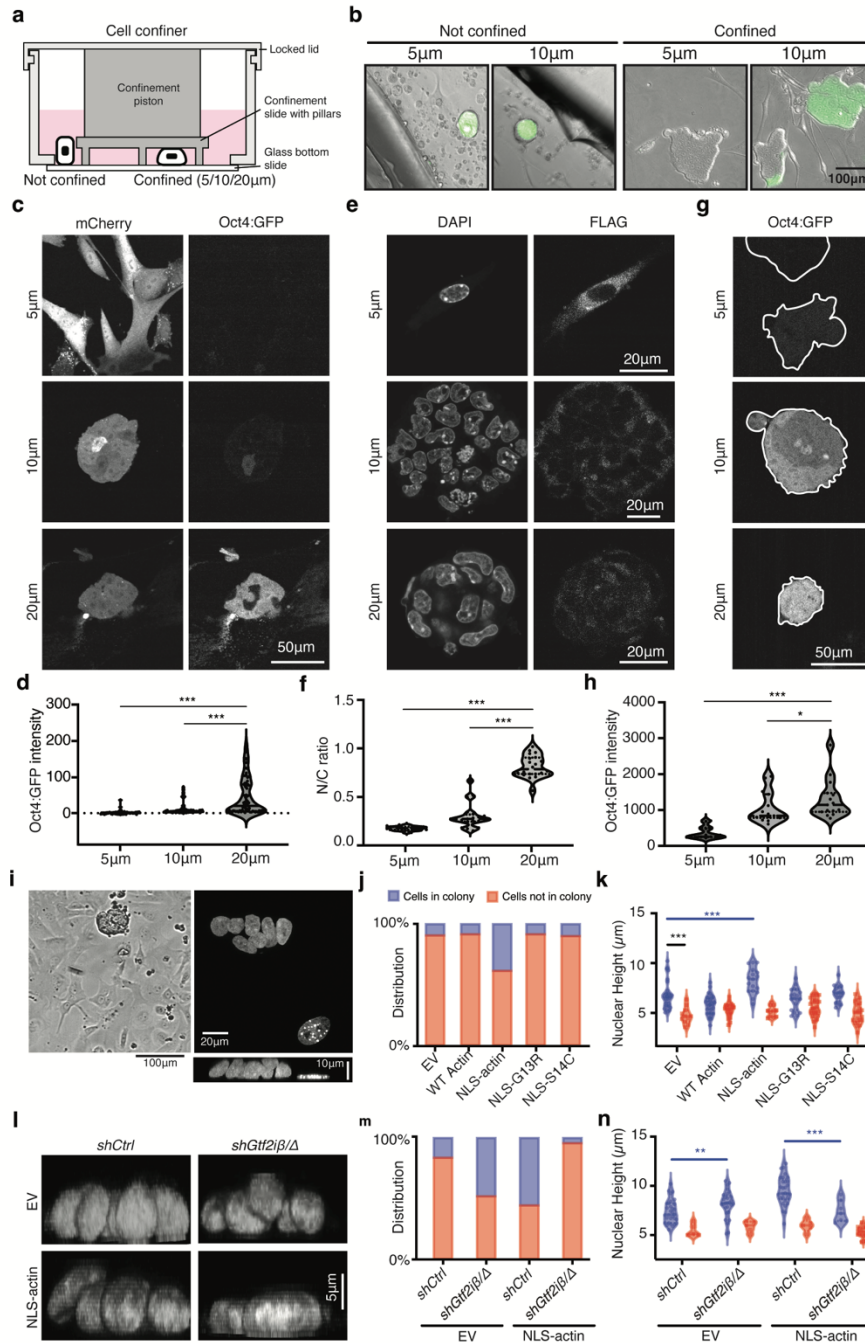 a
Cell confiner
Locked lid
Confinement
piston
Confinement
slide with pillars
Glass bottom
slide
Not confined
Confined (5/10/20µm)
b
Not confined
Confined
5µm
10µm
5µm
10µm
100µm
c
mCherry
Oct4:GFP
5µm
10µm
20µm
50µm
e
DAPI
FLAG
5µm
20µm
10µm
20µm
20µm
20µm
20µm
g
Oct4:GFP
5µm
10µm
20µm
50µm
d
Oct4:GFP intensity
300
200
100
0
***
***
5µm
10µm
20µm
f
N/C ratio
1.5
1.0
0.5
0.0
***
***
5µm
10µm
20µm
h
Oct4:GFP intensity
4000
3000
2000
1000
0
***
*
5µm
10µm
20µm
i
100µm
20µm
10µm
j
Cells in colony
Cells not in colony
Distribution
100%
0%
EV
WT Actin
NLS-actin
NLS-G13R
NLS-S14C
k
Nuclear Height (µm)
15
10
5
***
***
EV
WT Actin
NLS-actin
NLS-G13R
NLS-S14C
l
shCtrl
shGtf2iβ/Δ
EV
NLS-actin
5µm
m
Distribution
100%
0%
shCtrl
shGtf2iβ/Δ
shCtrl
shGtf2iβ/Δ
EV
NLS-actin
n
Nuclear Height (µm)
15
10
5
**
***
shCtrl
shGtf2iβ/Δ
shCtrl
shGtf2iβ/Δ
EV
NLS-actin